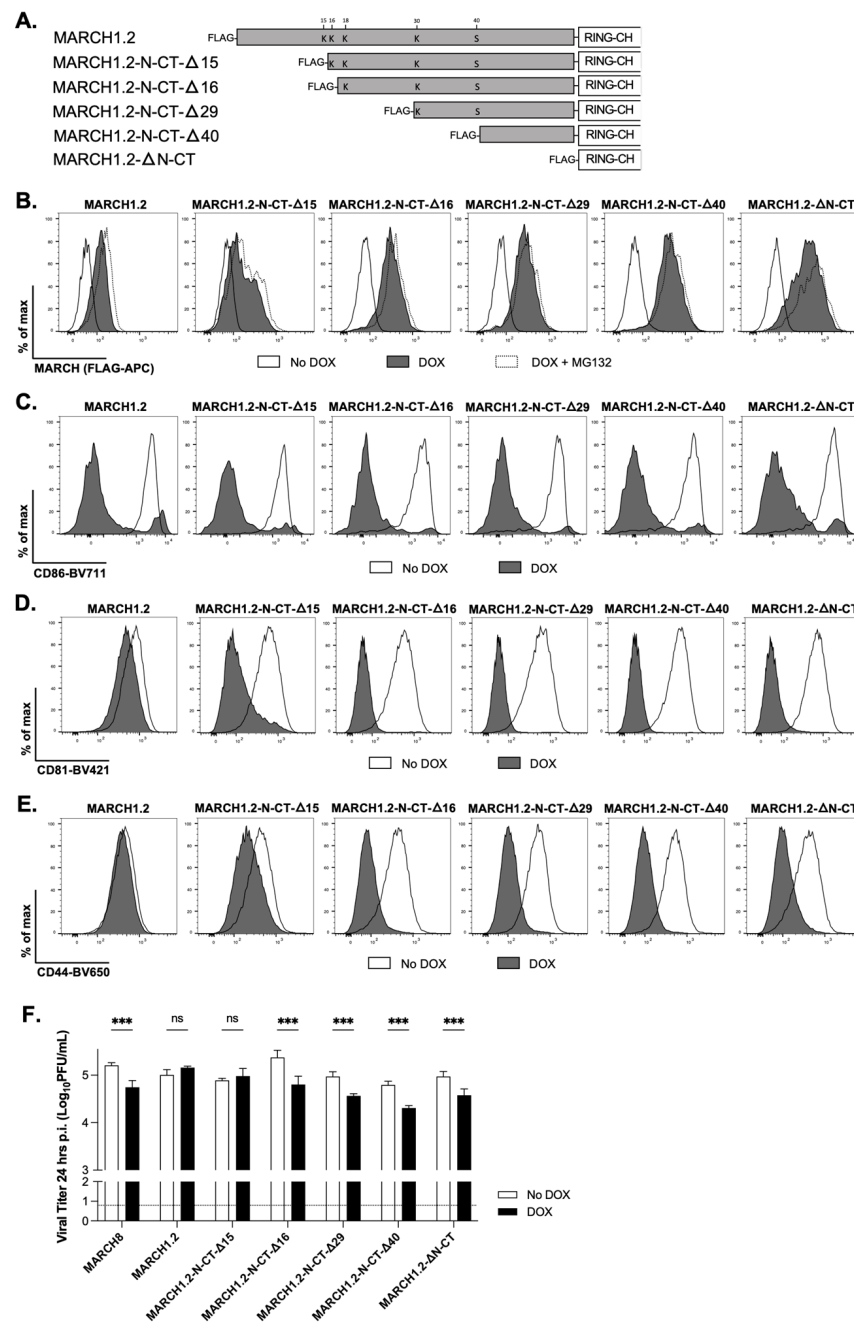 A.
15 16 18 30 40
MARCH1.2 FLAG- K K K K S RING-CH
MARCH1.2-N-CT-Δ15 FLAG- K K K S RING-CH
MARCH1.2-N-CT-Δ16 FLAG- K K S RING-CH
MARCH1.2-N-CT-Δ29 FLAG- K S RING-CH
MARCH1.2-N-CT-Δ40 FLAG- RING-CH
MARCH1.2-ΔN-CT FLAG- RING-CH
B.
MARCH1.2 MARCH1.2-N-CT-Δ15 MARCH1.2-N-CT-Δ16 MARCH1.2-N-CT-Δ29 MARCH1.2-N-CT-Δ40 MARCH1.2-ΔN-CT
% of max
MARCH (FLAG-APC)
No DOX DOX DOX + MG132
C.
MARCH1.2 MARCH1.2-N-CT-Δ15 MARCH1.2-N-CT-Δ16 MARCH1.2-N-CT-Δ29 MARCH1.2-N-CT-Δ40 MARCH1.2-ΔN-CT
% of max
CD86-BV711
No DOX DOX
D.
MARCH1.2 MARCH1.2-N-CT-Δ15 MARCH1.2-N-CT-Δ16 MARCH1.2-N-CT-Δ29 MARCH1.2-N-CT-Δ40 MARCH1.2-ΔN-CT
% of max
CD81-BV421
No DOX DOX
E.
MARCH1.2 MARCH1.2-N-CT-Δ15 MARCH1.2-N-CT-Δ16 MARCH1.2-N-CT-Δ29 MARCH1.2-N-CT-Δ40 MARCH1.2-ΔN-CT
% of max
CD44-BV650
No DOX DOX
F.
*** ns ns *** *** *** ***
Viral Titer 24 hrs p.i. (Log10PFU/mL)
5
4
3
2
1
0
No DOX
DOX
MARCH8
MARCH1.2
MARCH1.2-N-CT-Δ15
MARCH1.2-N-CT-Δ16
MARCH1.2-N-CT-Δ29
MARCH1.2-N-CT-Δ40
MARCH1.2-ΔN-CT